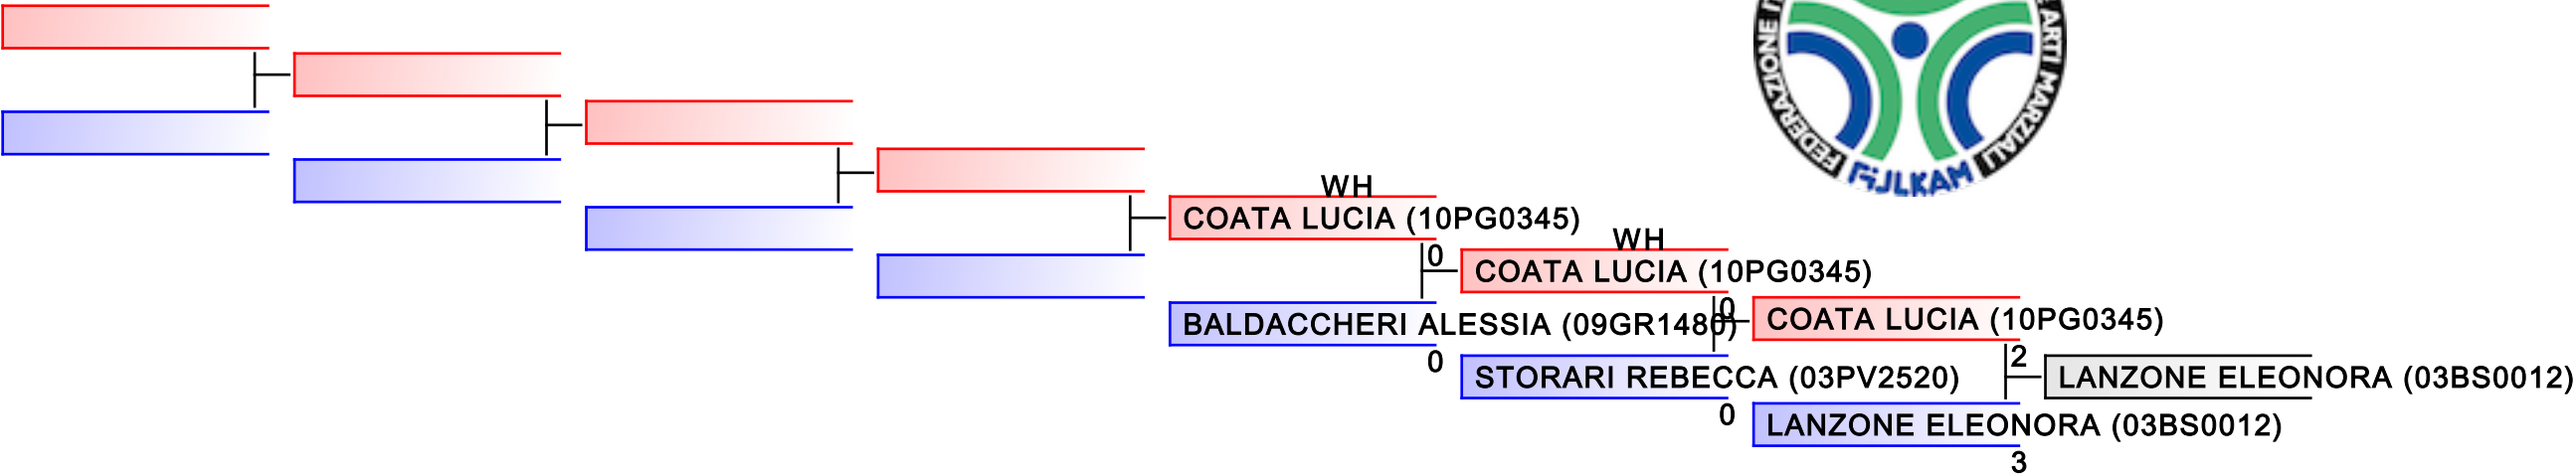 FEDERAZIONE I
E ARTI MARZIALI
FIJLKAM
WH
COATA LUCIA (10PG0345)
0
WH
COATA LUCIA (10PG0345)
BALDACCHERI ALESSIA (09GR1480)
0
0
COATA LUCIA (10PG0345)
STORARI REBECCA (03PV2520)
0
2
LANZONE ELEONORA (03BS0012)
LANZONE ELEONORA (03BS0012)
3